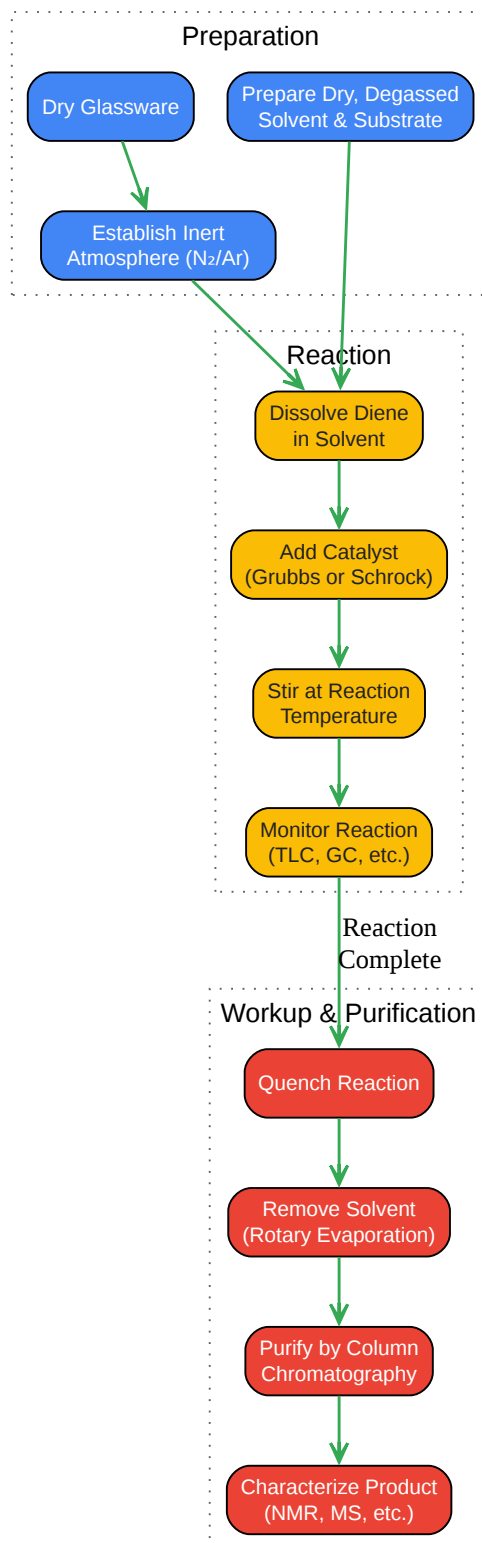 Preparation
Dry Glassware
Prepare Dry, Degassed
Solvent & Substrate
Establish Inert
Atmosphere (N₂/Ar)
Reaction
Dissolve Diene
in Solvent
Add Catalyst
(Grubbs or Schrock)
Stir at Reaction
Temperature
Monitor Reaction
(TLC, GC, etc.)
Reaction
Complete
Workup & Purification
Quench Reaction
Remove Solvent
(Rotary Evaporation)
Purify by Column
Chromatography
Characterize Product
(NMR, MS, etc.)